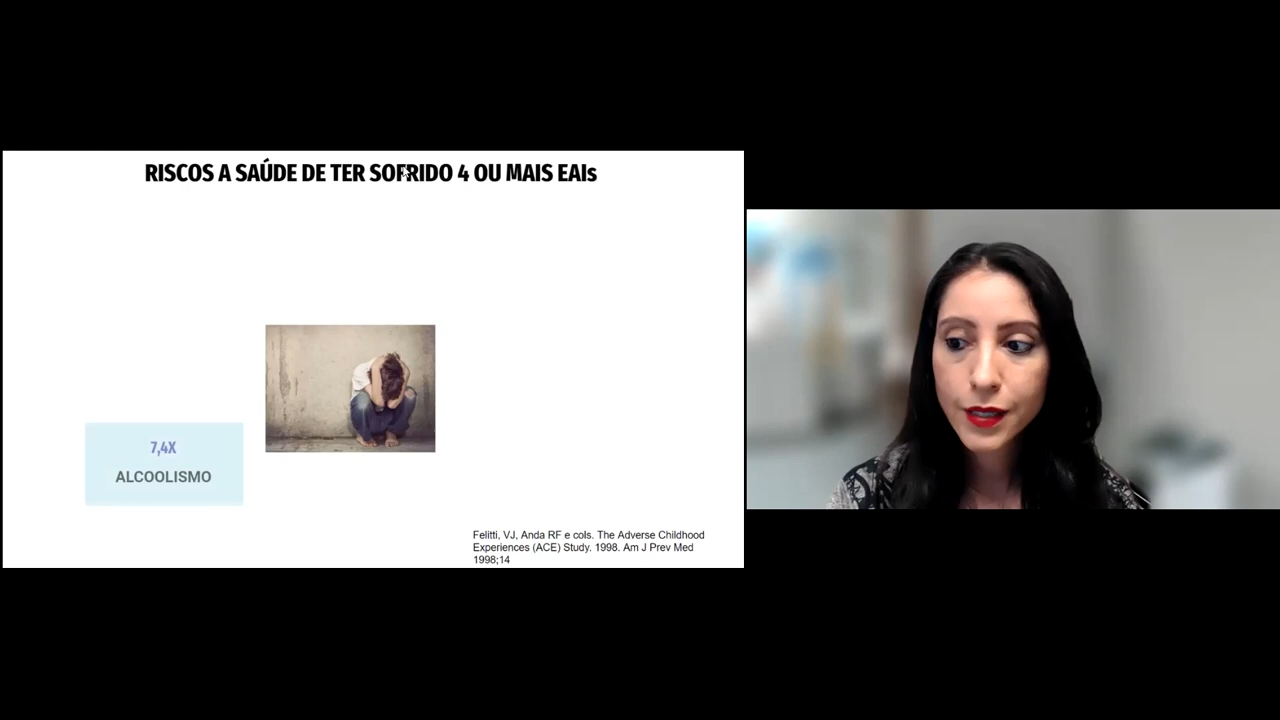 RISCOS A SAÚDE DE TER SOFRIDO 4 OU MAIS EAIs
7,4X
ALCOOLISMO
Felitti, VJ, Anda RF e cols. The Adverse Childhood
Experiences (ACE) Study. 1998. Am J Prev Med
1998;14